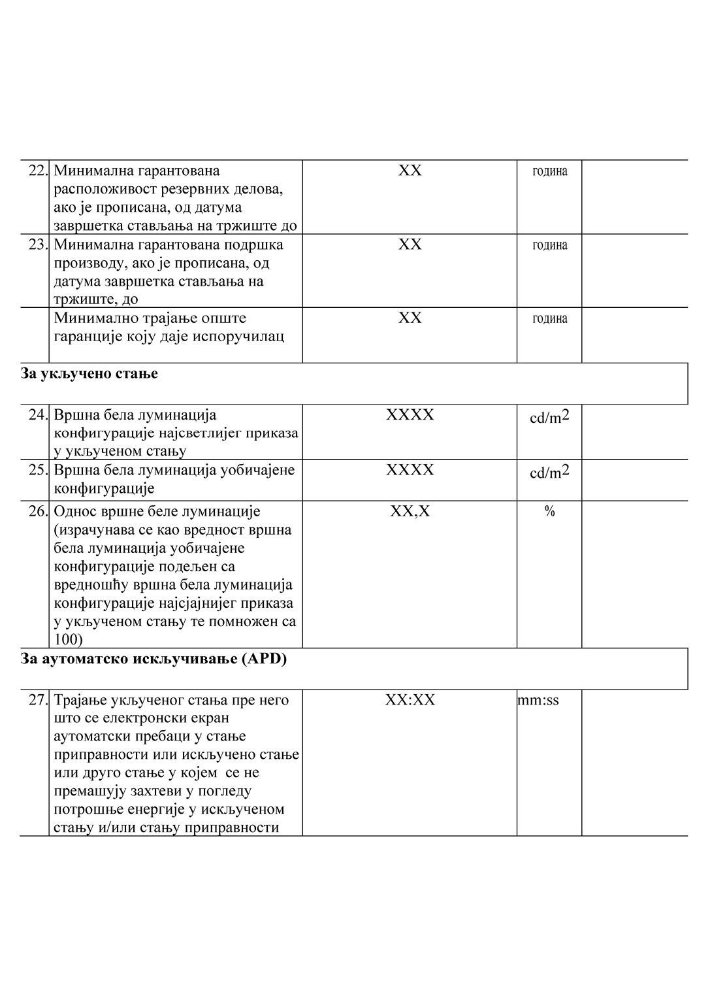 22. Минимална гарантована XX година
расположивост резервних делова,
ако је прописана, од датума
завршетка стављања на тржиште до
23. Минимална гарантована подршка XX година
производу, ако је прописана, од
датума завршетка стављања на
тржиште, до
Минимално трајање опште XX година
гаранције коју даје испоручилац
За укључено стање
24. Вршна бела луминација XXXX cd/m2
конфигурације најсветлијег приказа
у укљученом стању
25. Вршна бела луминација уобичајене XXXX cd/m2
конфигурације
26. Однос вршне беле луминације XX,X %
(израчунава се као вредност вршна
бела луминација уобичајене
конфигурације подељен са
вредношћу вршна бела луминација
конфигурације најсјајнијег приказа
у укљученом стању те помножен са
100)
За аутоматско искључивање (APD)
27. Трајање укљученог стања пре него XX:XX mm:ss
што се електронски екран
аутоматски пребаци у стање
приправности или искључено стање
или друго стање у којем се не
премашују захтеви у погледу
потрошње енергије у искљученом
стању и/или стању приправности